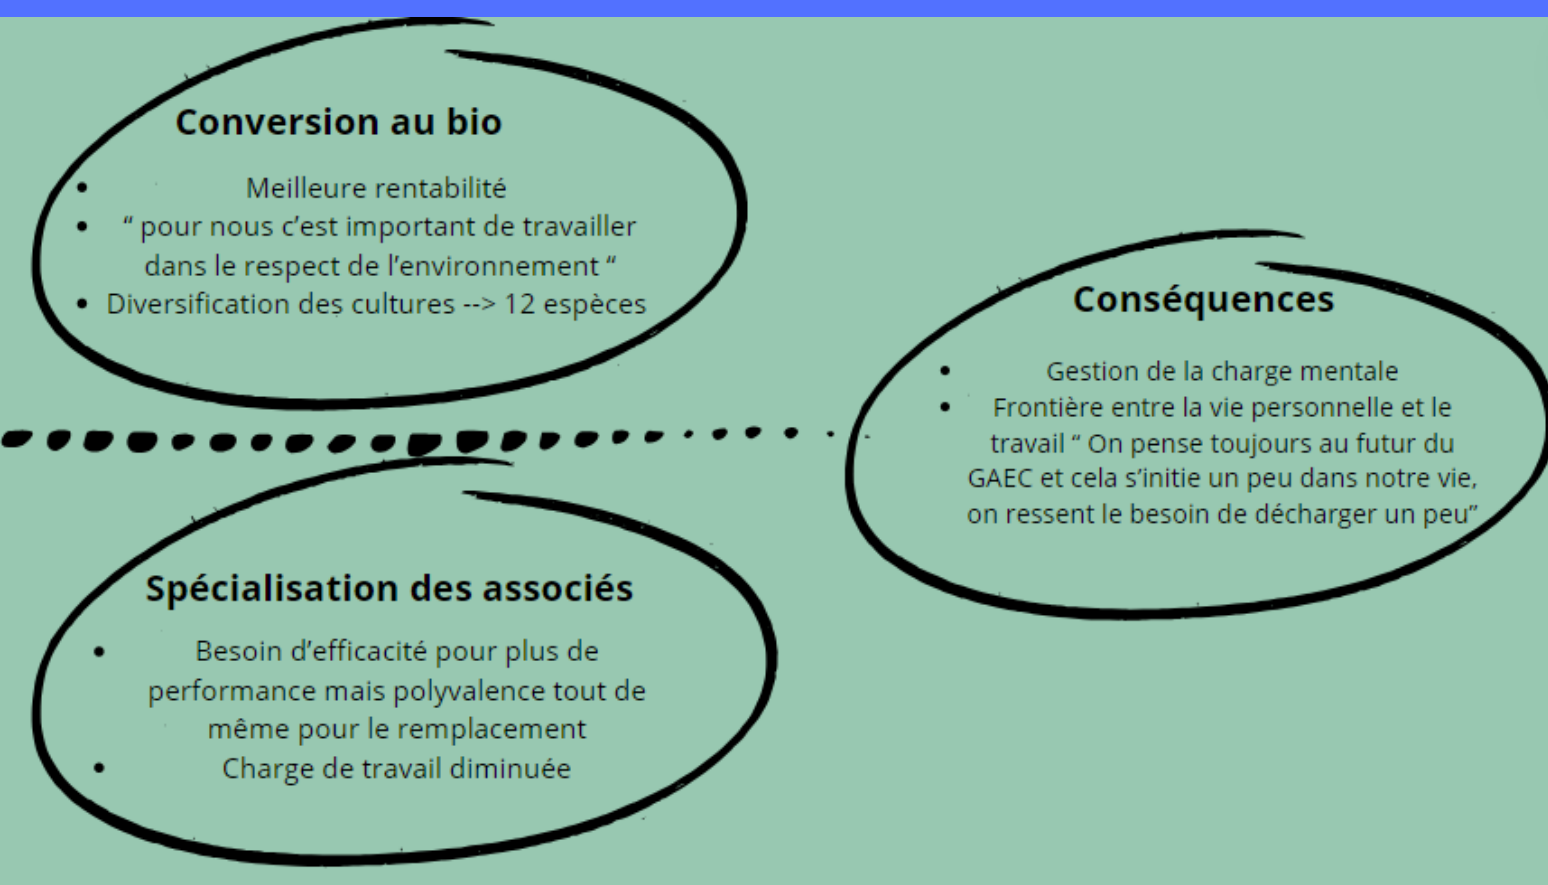 Conversion au bio
• Meilleure rentabilité
• “ pour nous c’est important de travailler
dans le respect de l’environnement “
• Diversification des cultures --> 12 espèces
Spécialisation des associés
• Besoin d’efficacité pour plus de
performance mais polyvalence tout de
même pour le remplacement
• Charge de travail diminuée
Conséquences
• Gestion de la charge mentale
• Frontière entre la vie personnelle et le
travail “ On pense toujours au futur du
GAEC et cela s’initie un peu dans notre vie,
on ressent le besoin de décharger un peu”